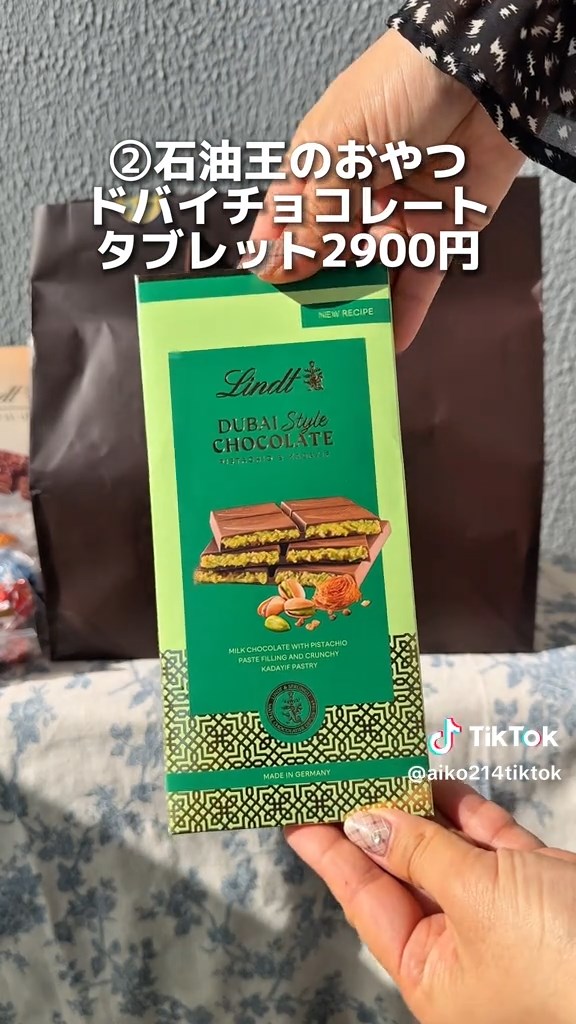 ②石油王のおやつ
ドバイチョコレート
タブレット2900円
NEW RECIPE
Lindt
DUBAI Style
CHOCOLATE
MILK CHOCOLATE WITH PISTACHIO
PASTE FILLING AND CRUNCHY
KADAYIF PASTRY
MADE IN GERMANY
TikTok
@aiko214tiktok